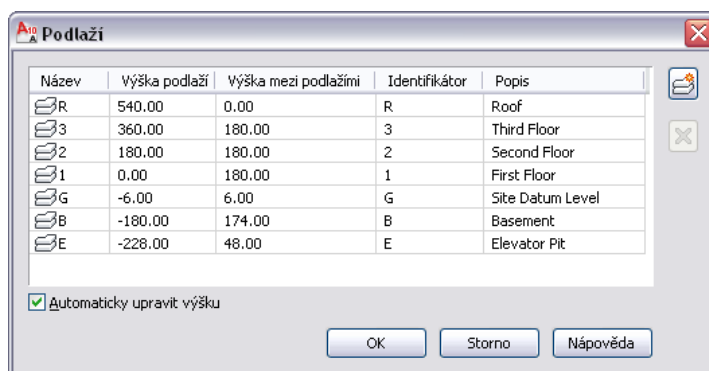 A10 A Podlaží
Název Výška podlaží Výška mezi podlažími Identifikátor Popis
R 540.00 0.00 R Roof
3 360.00 180.00 3 Third Floor
2 180.00 180.00 2 Second Floor
1 0.00 180.00 1 First Floor
G -6.00 6.00 G Site Datum Level
B -180.00 174.00 B Basement
E -228.00 48.00 E Elevator Pit
Automaticky upravit výšku
OK Storno Nápověda